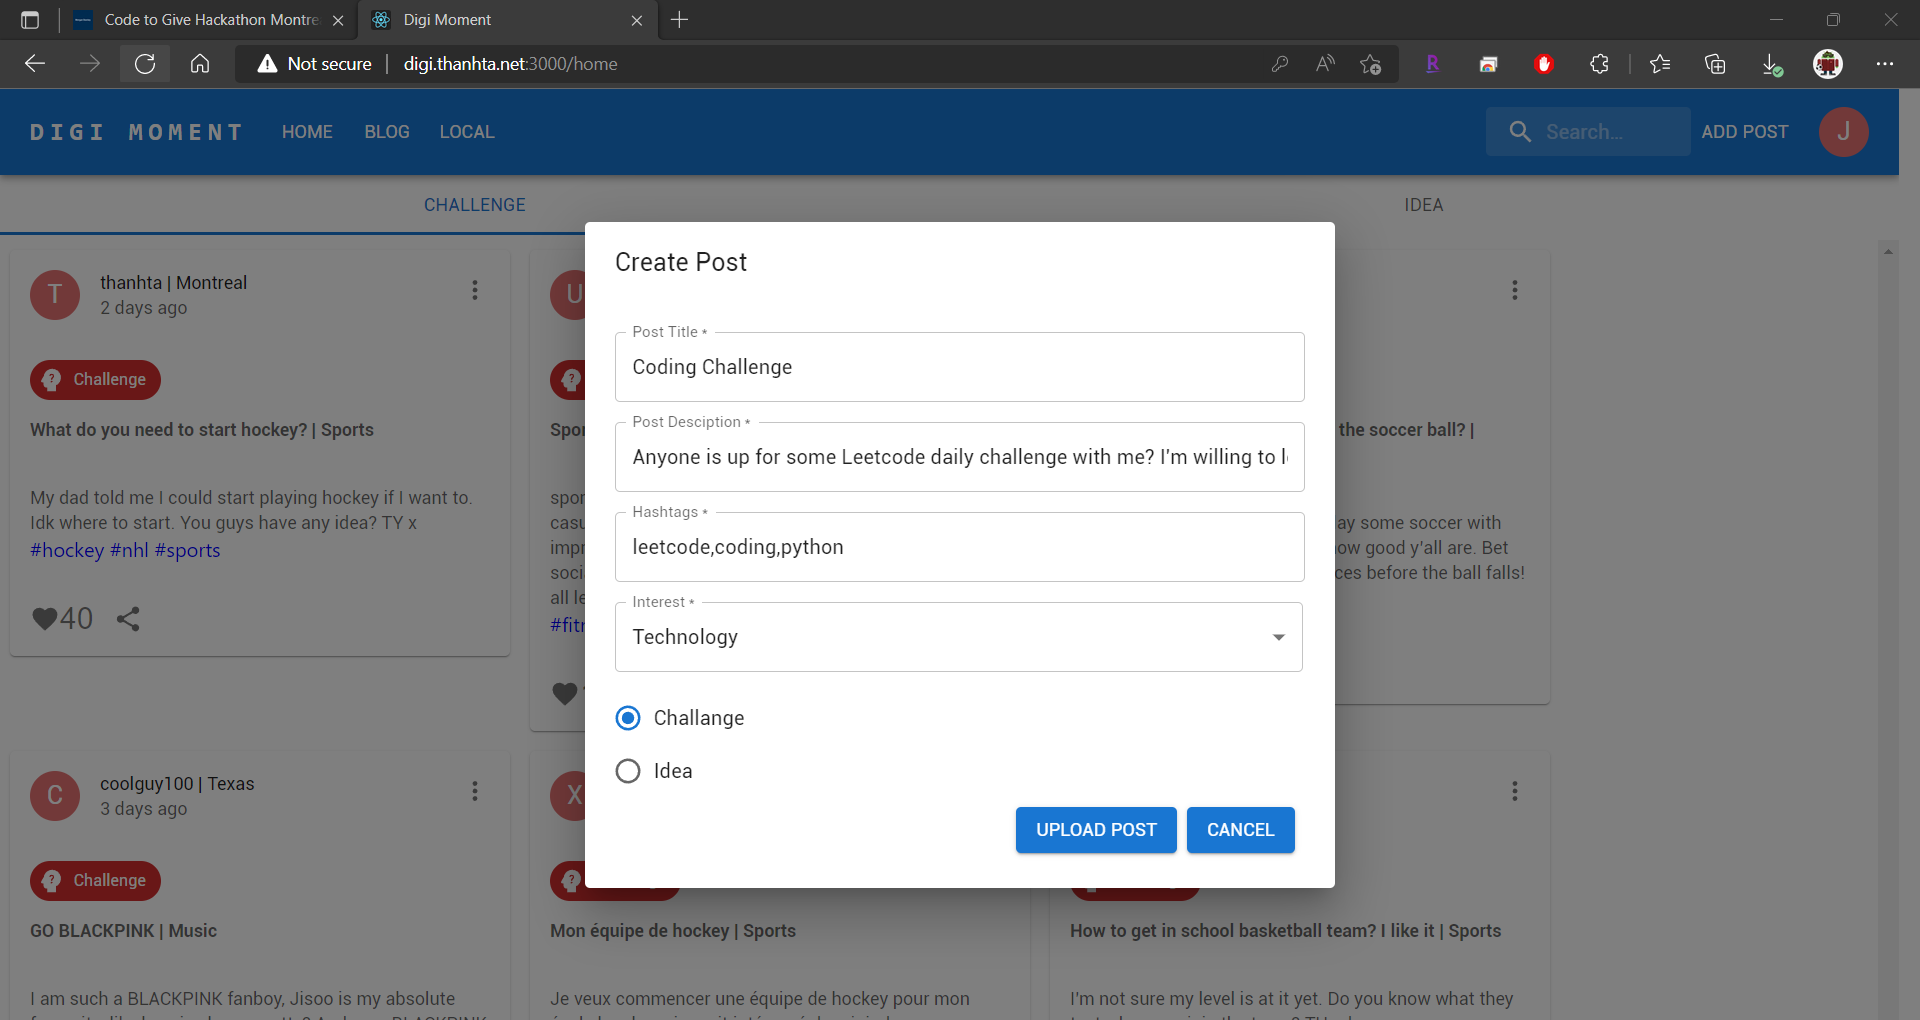 Code to Give Hackathon Montre
Digi Moment
Not secure
digi.thanhta.net:3000/home
DIGI MOMENT
HOME
BLOG
LOCAL
Search...
ADD POST
J
CHALLENGE
IDEA
Create Post
Post Title *
Coding Challenge
Post Desciption *
Anyone is up for some Leetcode daily challenge with me? I'm willing to l
Hashtags *
leetcode,coding,python
Interest *
Technology
Challange
Idea
UPLOAD POST
CANCEL
T
thanhta | Montreal
2 days ago
Challenge
What do you need to start hockey? | Sports
My dad told me I could start playing hockey if I want to.
Idk where to start. You guys have any idea? TY x
#hockey #nhl #sports
40
U
Spor
spor
casu
impr
soci
all le
#fitn
the soccer ball? |
ay some soccer with
ow good y'all are. Bet
ces before the ball falls!
C
coolguy100 | Texas
3 days ago
Challenge
GO BLACKPINK | Music
I am such a BLACKPINK fanboy, Jisoo is my absolute
X
Mon équipe de hockey | Sports
Je veux commencer une équipe de hockey pour mon
How to get in school basketball team? I like it | Sports
I'm not sure my level is at it yet. Do you know what they